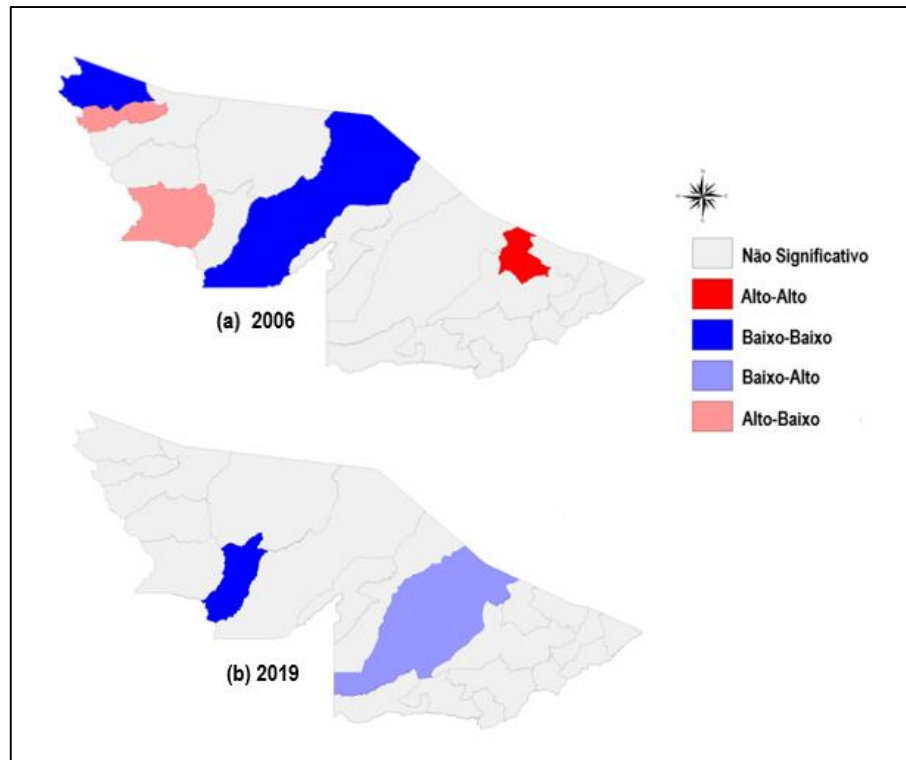 (a) 2006
Não Significativo
Alto-Alto
Baixo-Baixo
Baixo-Alto
Alto-Baixo
(b) 2019